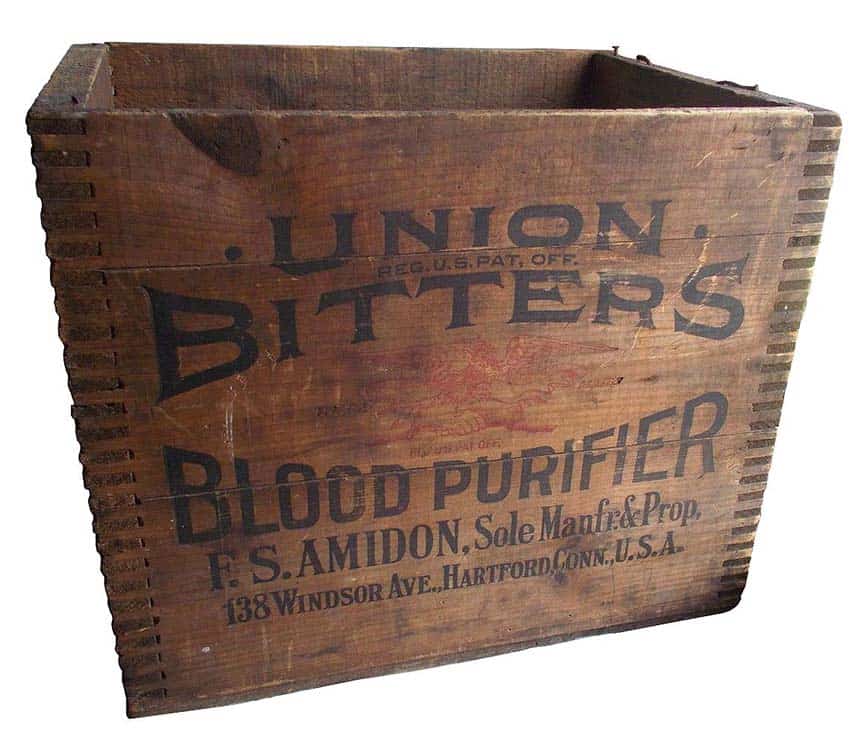 · UNION ·
REG. U.S. PAT. OFF.
BITTERS
BLOOD PURIFIER
F. S. AMIDON, Sole Manfr. & Prop,
138 WINDSOR AVE., HARTFORD, CONN., U.S.A.